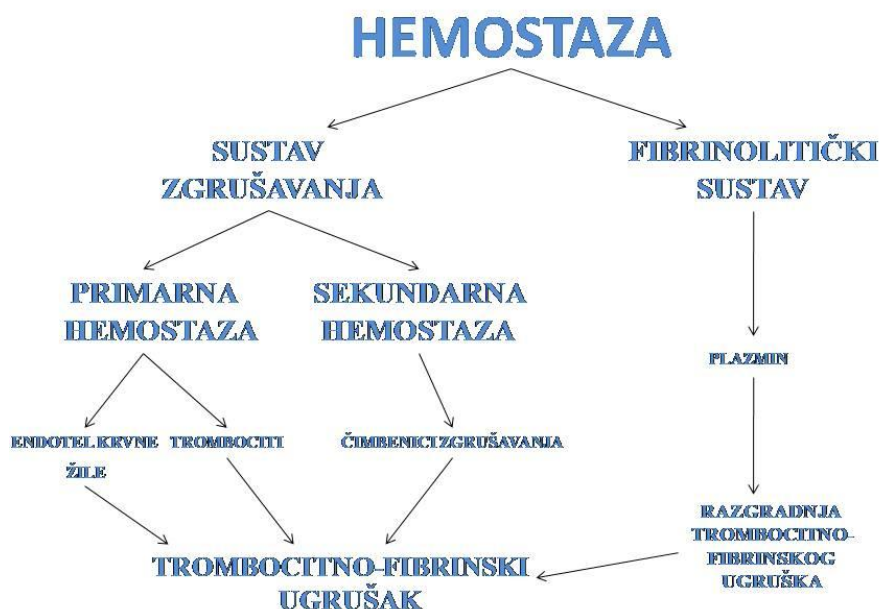 HEMOSTAZA
SUSTAV
ZGRUŠAVANJA
FIBRINOLITIČKI
SUSTAV
PRIMARNA
HEMOSTAZA
SEKUNDARNA
HEMOSTAZA
PLAZMIN
ENDOTEL KRVNE
ŽILE
TROMBOCITI
ČIMBENICI ZGRUŠAVANJA
RAZGRADNJA
TROMBOCITNO-
FIBRINSKOG
UGRUŠKA
TROMBOCITNO-FIBRINSKI
UGRUŠAK